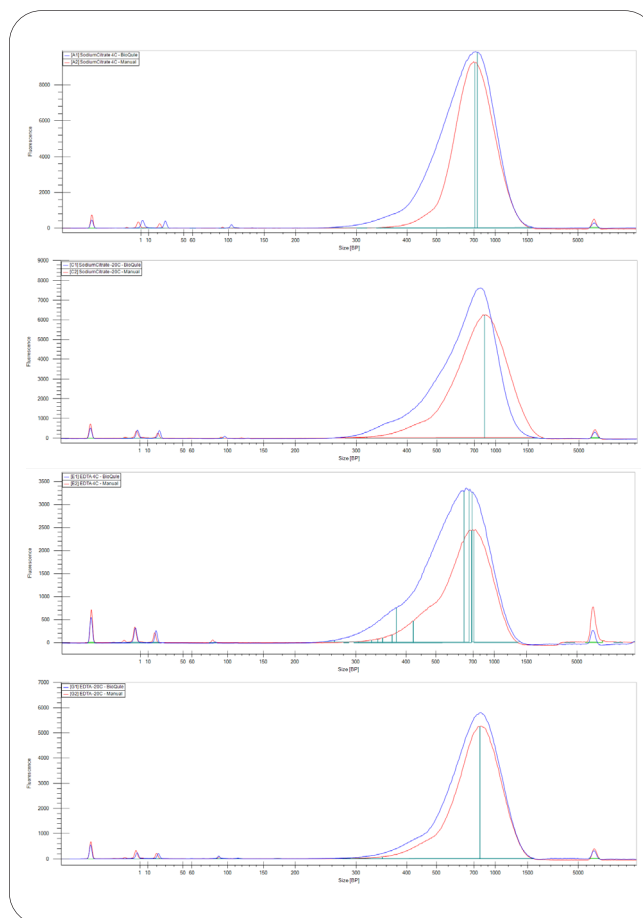 [A1] SodiumCitrate 4C - BioQule
[A2] SodiumCitrate 4C - Manual
Fluorescence
8000
6000
4000
2000
0
1 10 50 60 100 150 200 300 400 500 700 1000 1500 5000
Size [BP]
[C1] SodiumCitrate -20C - BioQule
[C2] SodiumCitrate -20C - Manual
Fluorescence
9000
8000
7000
6000
5000
4000
3000
2000
1000
0
1 10 50 60 100 150 200 300 400 500 700 1000 1500 5000
Size [BP]
[E1] EDTA 4C - BioQule
[E2] EDTA 4C - Manual
Fluorescence
3500
3000
2500
2000
1500
1000
500
0
1 10 50 60 100 150 200 300 400 500 700 1000 1500 5000
Size [BP]
[G1] EDTA -20C - BioQule
[G2] EDTA -20C - Manual
Fluorescence
7000
6000
5000
4000
3000
2000
1000
0
1 10 50 60 100 150 200 300 400 500 700 1000 1500 5000
Size [BP]